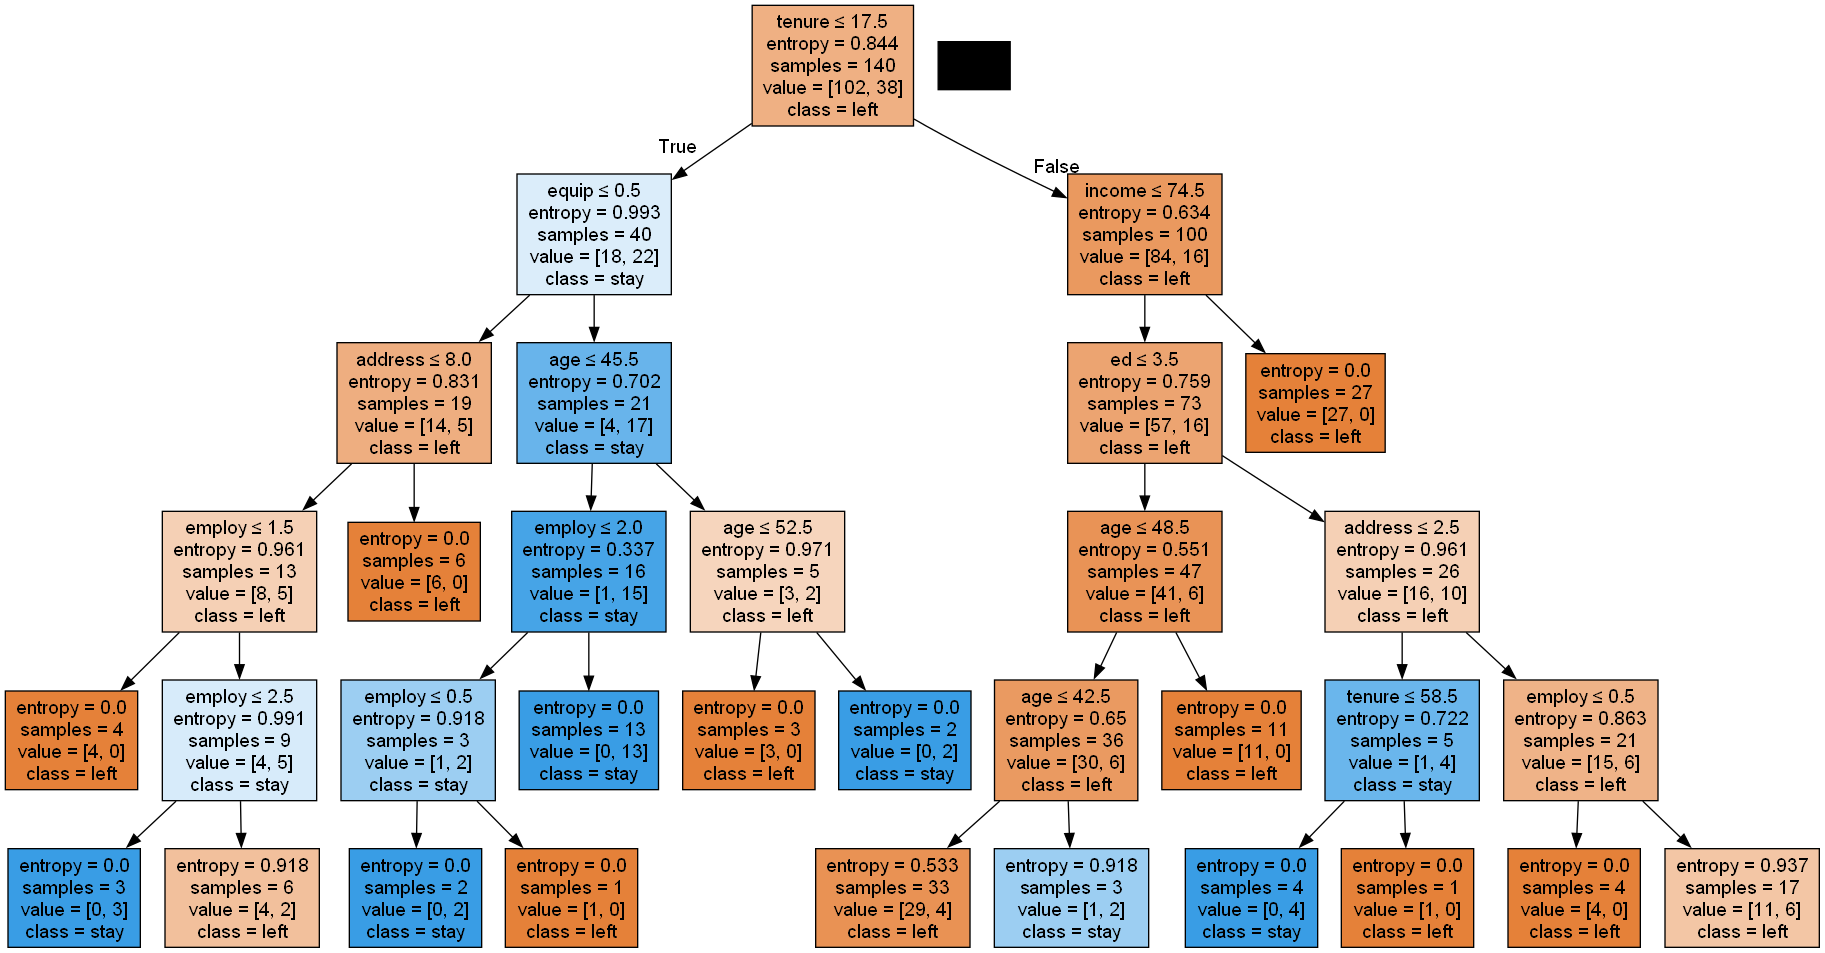 tenure ≤ 17.5
entropy = 0.844
samples = 140
value = [102, 38]
class = left
True
False
equip ≤ 0.5
entropy = 0.993
samples = 40
value = [18, 22]
class = stay
income ≤ 74.5
entropy = 0.634
samples = 100
value = [84, 16]
class = left
address ≤ 8.0
entropy = 0.831
samples = 19
value = [14, 5]
class = left
age ≤ 45.5
entropy = 0.702
samples = 21
value = [4, 17]
class = stay
ed ≤ 3.5
entropy = 0.759
samples = 73
value = [57, 16]
class = left
entropy = 0.0
samples = 27
value = [27, 0]
class = left
employ ≤ 1.5
entropy = 0.961
samples = 13
value = [8, 5]
class = left
entropy = 0.0
samples = 6
value = [6, 0]
class = left
employ ≤ 2.0
entropy = 0.337
samples = 16
value = [1, 15]
class = stay
age ≤ 52.5
entropy = 0.971
samples = 5
value = [3, 2]
class = left
age ≤ 48.5
entropy = 0.551
samples = 47
value = [41, 6]
class = left
address ≤ 2.5
entropy = 0.961
samples = 26
value = [16, 10]
class = left
entropy = 0.0
samples = 4
value = [4, 0]
class = left
employ ≤ 2.5
entropy = 0.991
samples = 9
value = [4, 5]
class = stay
employ ≤ 0.5
entropy = 0.918
samples = 3
value = [1, 2]
class = stay
entropy = 0.0
samples = 13
value = [0, 13]
class = stay
entropy = 0.0
samples = 3
value = [3, 0]
class = left
entropy = 0.0
samples = 2
value = [0, 2]
class = stay
age ≤ 42.5
entropy = 0.65
samples = 36
value = [30, 6]
class = left
entropy = 0.0
samples = 11
value = [11, 0]
class = left
tenure ≤ 58.5
entropy = 0.722
samples = 5
value = [1, 4]
class = stay
employ ≤ 0.5
entropy = 0.863
samples = 21
value = [15, 6]
class = left
entropy = 0.0
samples = 3
value = [0, 3]
class = stay
entropy = 0.918
samples = 6
value = [4, 2]
class = left
entropy = 0.0
samples = 2
value = [0, 2]
class = stay
entropy = 0.0
samples = 1
value = [1, 0]
class = left
entropy = 0.533
samples = 33
value = [29, 4]
class = left
entropy = 0.918
samples = 3
value = [1, 2]
class = stay
entropy = 0.0
samples = 4
value = [0, 4]
class = stay
entropy = 0.0
samples = 1
value = [1, 0]
class = left
entropy = 0.0
samples = 4
value = [4, 0]
class = left
entropy = 0.937
samples = 17
value = [11, 6]
class = left